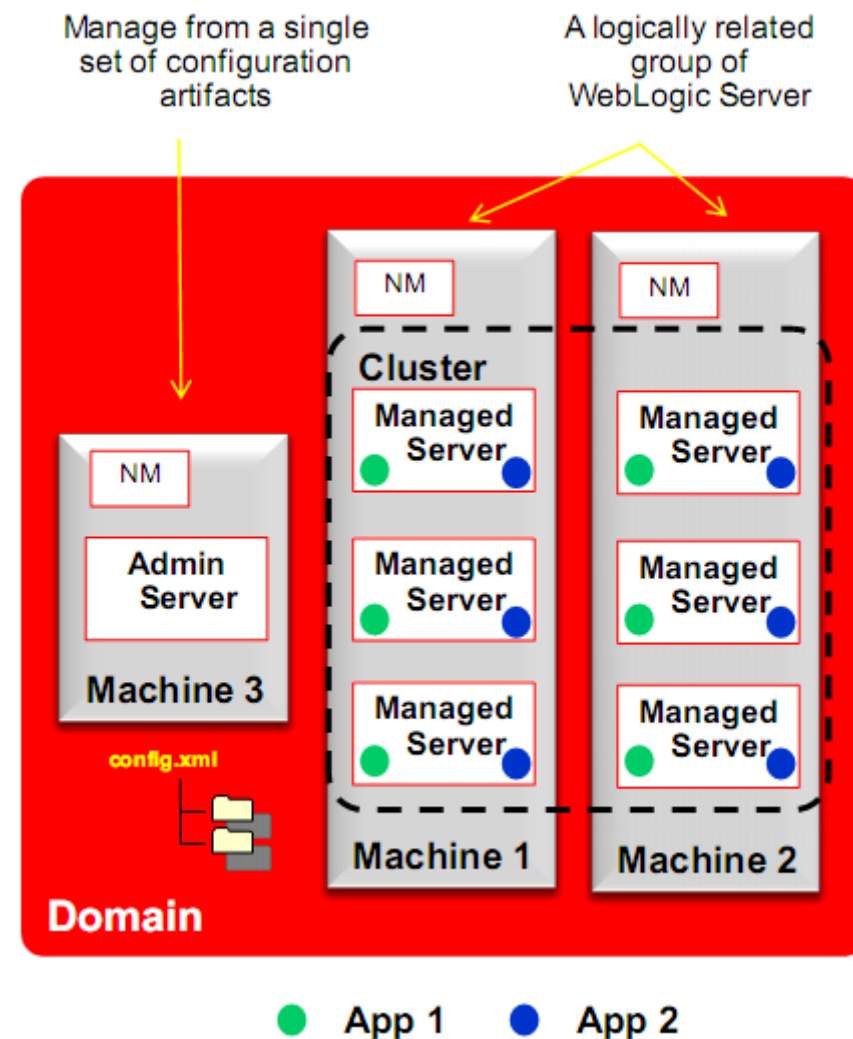 Manage from a single
set of configuration
artifacts
A logically related
group of
WebLogic Server
NM
NM
Cluster
Managed
Server
Managed
Server
NM
Admin
Server
Managed
Server
Managed
Server
Machine 3
Managed
Server
Managed
Server
config.xml
Machine 1
Machine 2
Domain
App 1
App 2